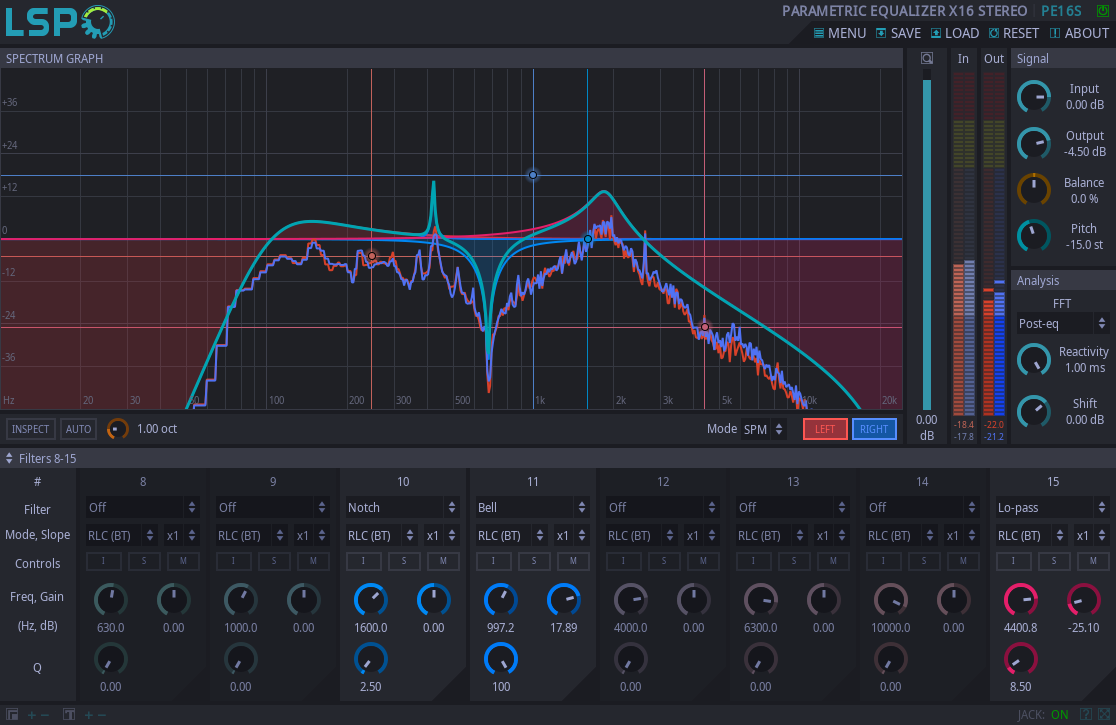 LSP
PARAMETRIC EQUALIZER X16 STEREO PE16S
MENU SAVE LOAD RESET ABOUT
SPECTRUM GRAPH
In Out
Signal
+36
+24
+12
0
-12
-24
-36
Hz 20 30 100 200 300 500 1k 2k 3k 5k 20k
Input
0.00 dB
Output
-4.50 dB
Balance
0.0 %
Pitch
-15.0 st
Analysis
FFT
Post-eq
Reactivity
1.00 ms
Shift
0.00 dB
0.00
dB
-18.4 -22.0
-17.8 -21.2
INSPECT AUTO 1.00 oct Mode SPM LEFT RIGHT
Filters 8-15
# 8 9 10 11 12 13 14 15
Filter Off Off Notch Bell Off Off Off Lo-pass
Mode, Slope RLC (BT) x1 RLC (BT) x1 RLC (BT) x1 RLC (BT) x1 RLC (BT) x1 RLC (BT) x1 RLC (BT) x1 RLC (BT) x1
Controls I S M I S M I S M I S M I S M I S M I S M I S M
Freq, Gain
(Hz, dB) 630.0 0.00 1000.0 0.00 1600.0 0.00 997.2 17.89 4000.0 0.00 6300.0 0.00 10000.0 0.00 4400.8 -25.10
Q
0.00 0.00 2.50 100 0.00 0.00 0.00 8.50
JACK: ON